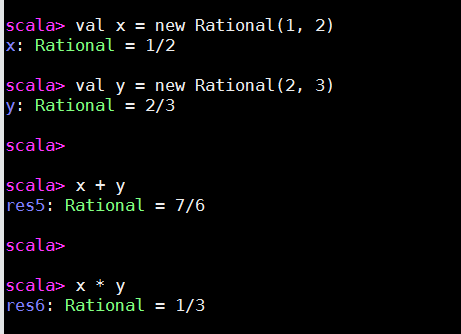 scala> val x = new Rational(1, 2)
x: Rational = 1/2
scala> val y = new Rational(2, 3)
y: Rational = 2/3
scala>
scala> x + y
res5: Rational = 7/6
scala>
scala> x * y
res6: Rational = 1/3